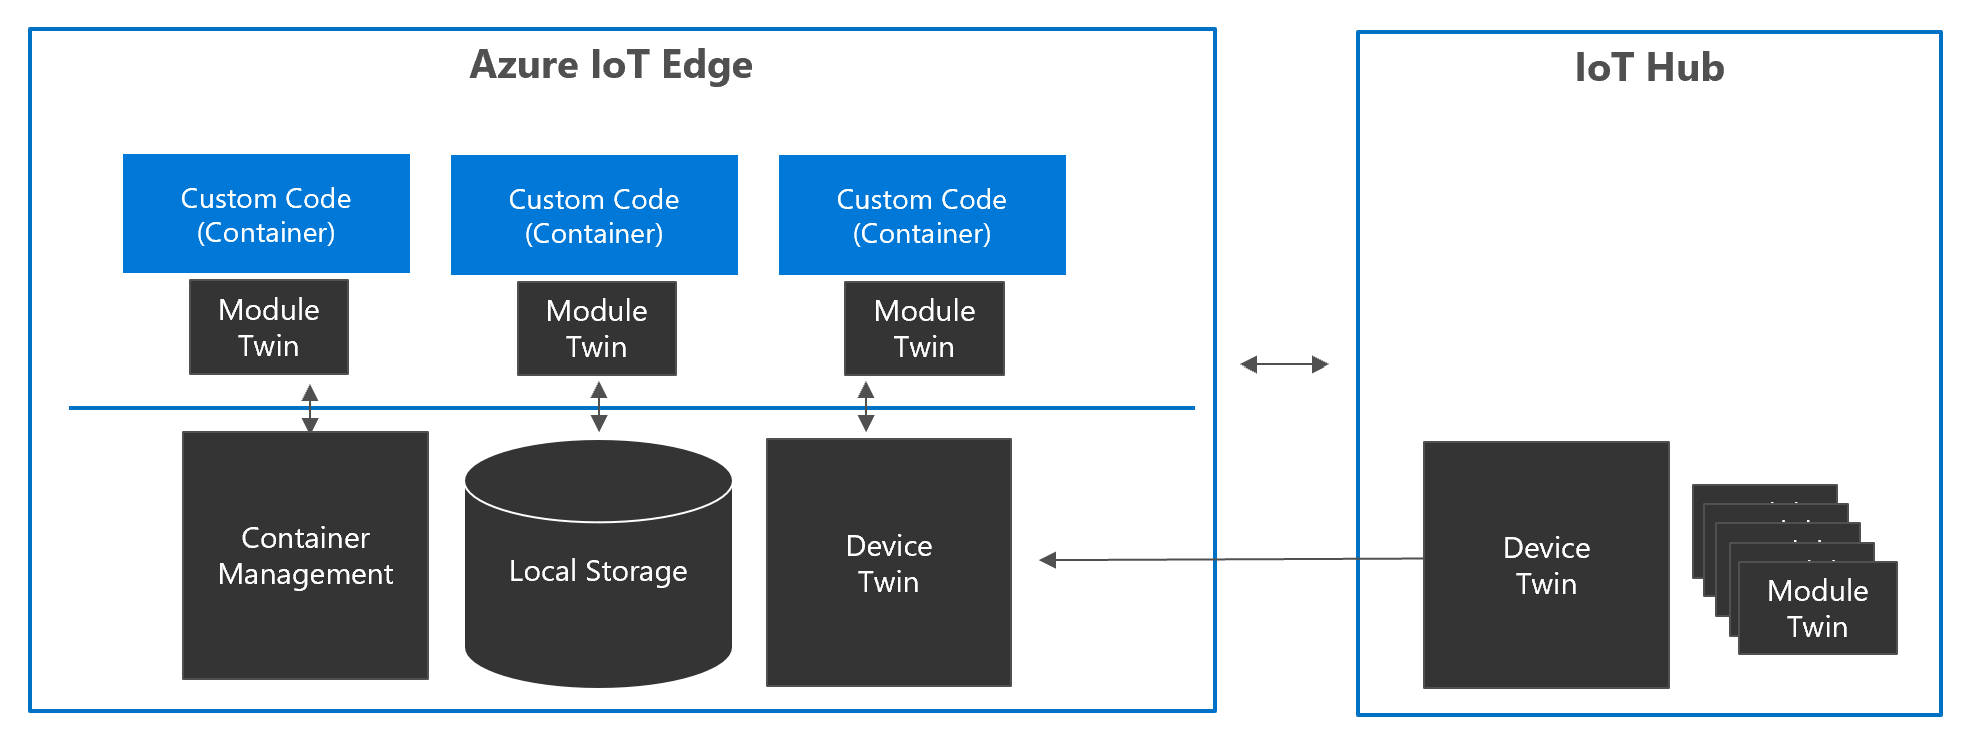 Azure IoT Edge
Custom Code
(Container)
Module
Twin
Custom Code
(Container)
Module
Twin
Custom Code
(Container)
Module
Twin
Container
Management
Local Storage
Device
Twin
IoT Hub
Device
Twin
Module
Twin